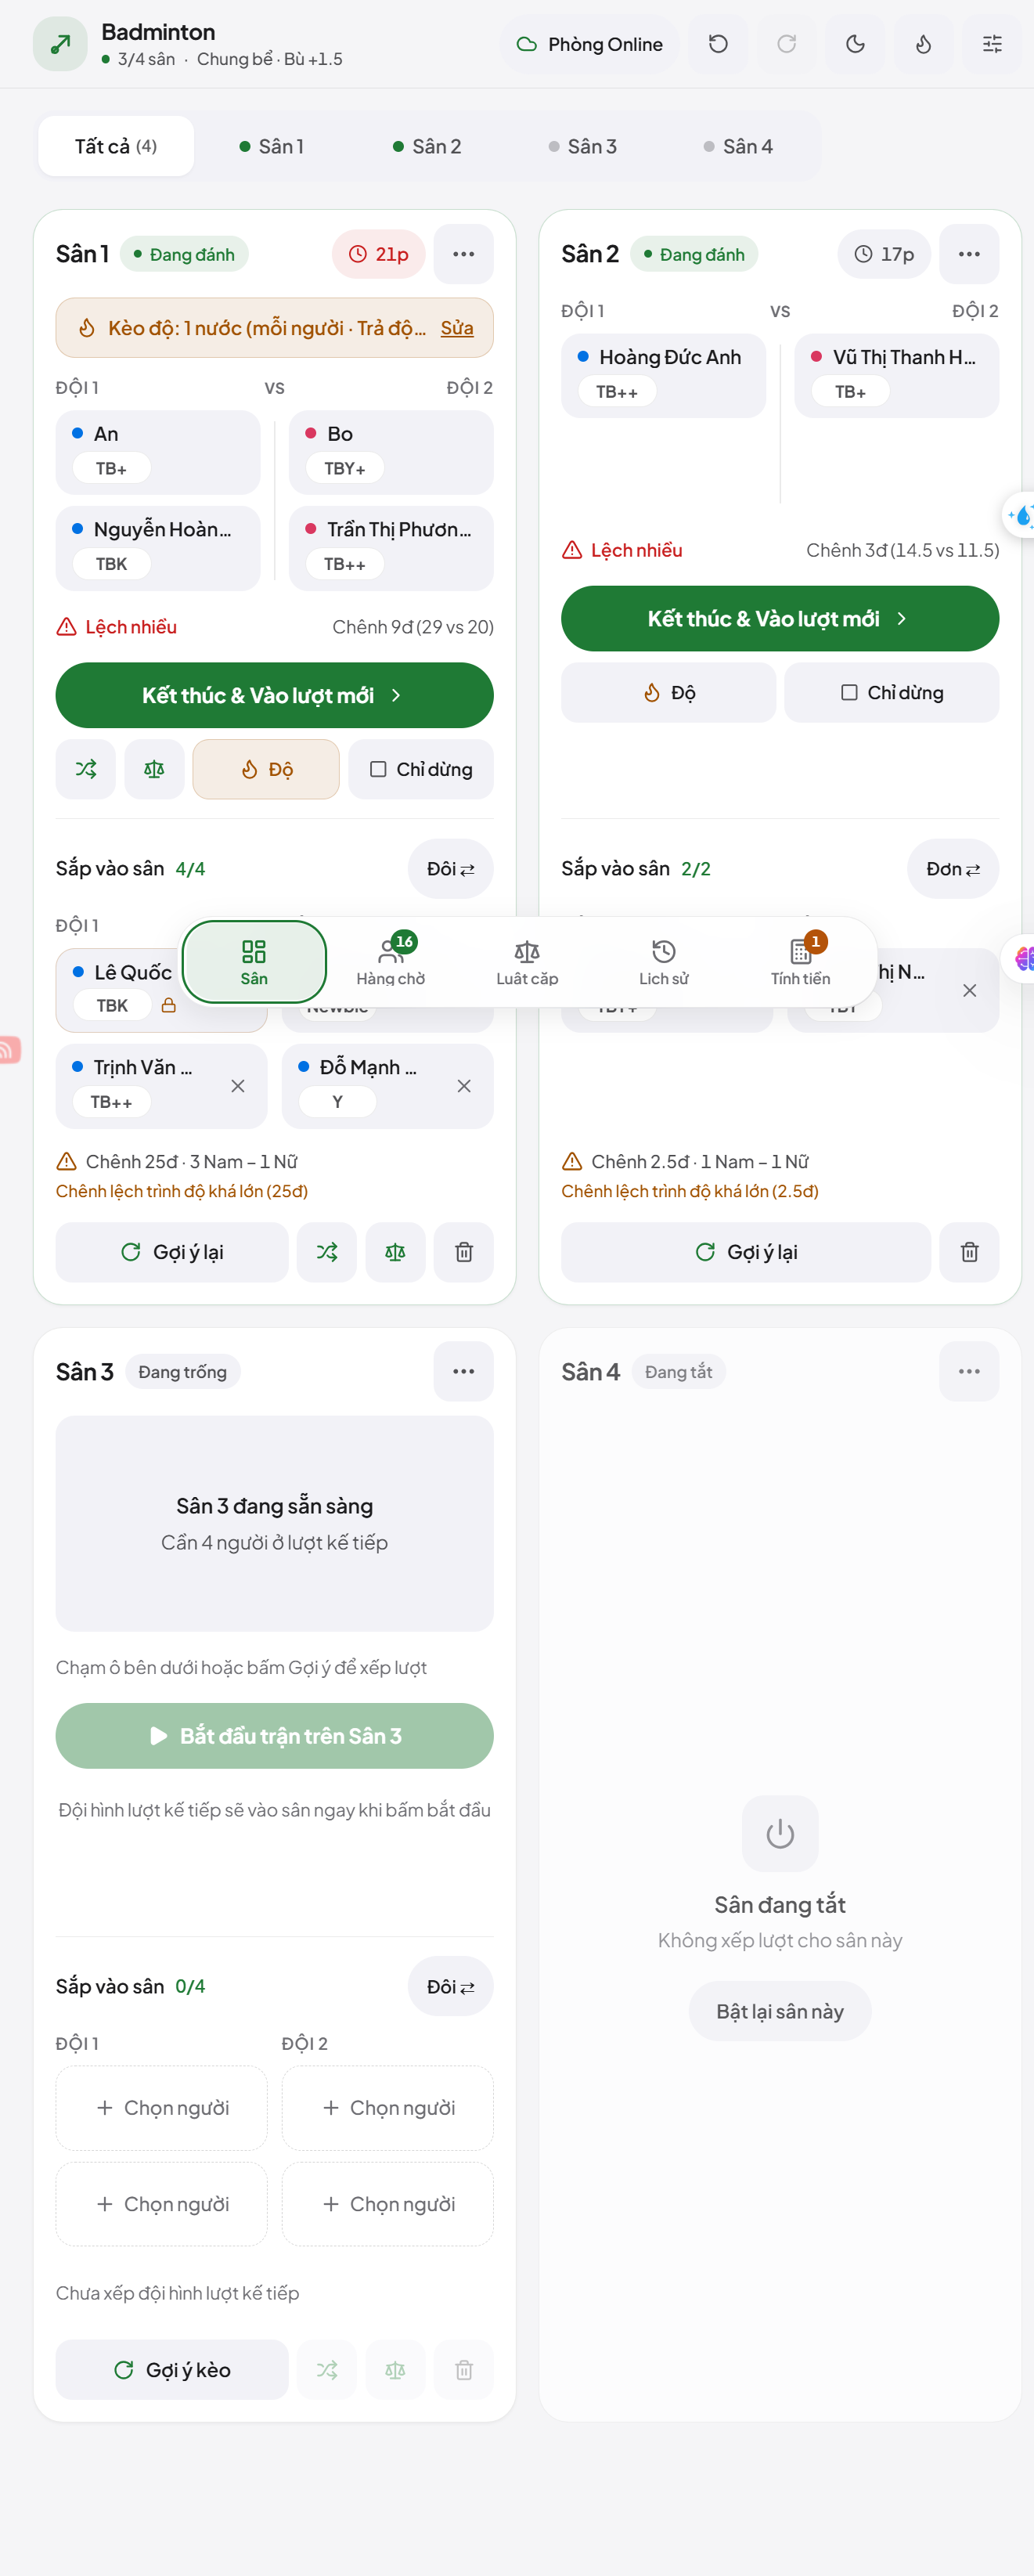 Badminton
3/4 sân · Chung bể · Bù +1.5
Phòng Online
Tất cả (4)
Sân 1
Sân 2
Sân 3
Sân 4
Sân 1
Đang đánh
21p
Kèo độ: 1 nước (mỗi người · Trả độ...
Sửa
ĐỘI 1
VS
ĐỘI 2
An
TB+
Bo
TBY+
Nguyễn Hoàn...
TBK
Trần Thị Phươn...
TB++
Lệch nhiều
Chênh 9đ (29 vs 20)
Kết thúc & Vào lượt mới
Độ
Chỉ dừng
Sắp vào sân 4/4
Đôi
ĐỘI 1
Lê Quốc
TBK
Newbie
Trịnh Văn ...
TB++
Đỗ Mạnh ...
Y
Chênh 25đ · 3 Nam – 1 Nữ
Chênh lệch trình độ khá lớn (25đ)
Gợi ý lại
Sân 2
Đang đánh
17p
ĐỘI 1
VS
ĐỘI 2
Hoàng Đức Anh
TB++
Vũ Thị Thanh H...
TB+
Lệch nhiều
Chênh 3đ (14.5 vs 11.5)
Kết thúc & Vào lượt mới
Độ
Chỉ dừng
Sắp vào sân 2/2
Đơn
hị N...
Chênh 2.5đ · 1 Nam – 1 Nữ
Chênh lệch trình độ khá lớn (2.5đ)
Gợi ý lại
Sân
16
Hàng chờ
Luật cặp
Lịch sử
1
Tính tiền
Sân 3
Đang trống
Sân 3 đang sẵn sàng
Cần 4 người ở lượt kế tiếp
Chạm ô bên dưới hoặc bấm Gợi ý để xếp lượt
Bắt đầu trận trên Sân 3
Đội hình lượt kế tiếp sẽ vào sân ngay khi bấm bắt đầu
Sắp vào sân 0/4
Đôi
ĐỘI 1
ĐỘI 2
Chọn người
Chọn người
Chọn người
Chọn người
Chưa xếp đội hình lượt kế tiếp
Gợi ý kèo
Sân 4
Đang tắt
Sân đang tắt
Không xếp lượt cho sân này
Bật lại sân này